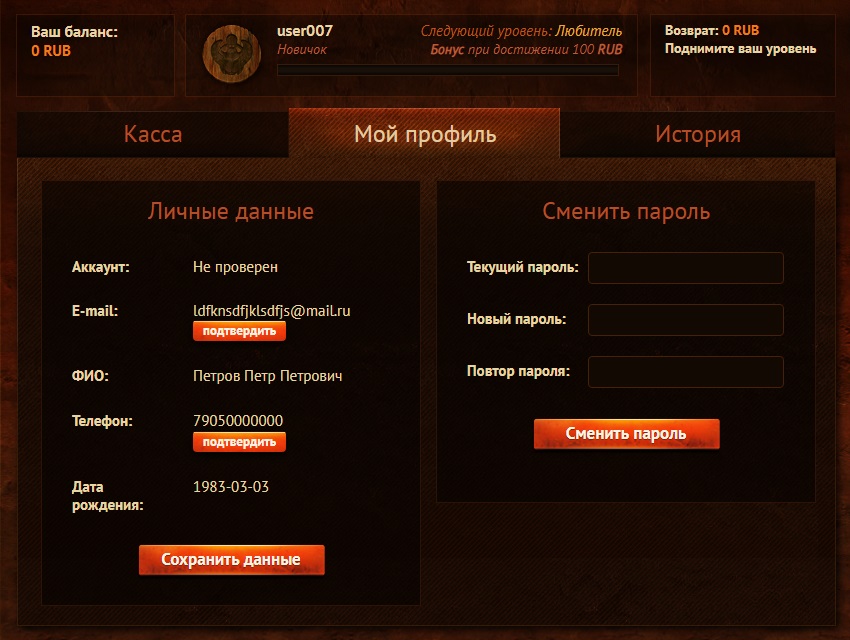 Ваш баланс:
0 RUB
user007
Новичок
Следующий уровень: Любитель
Бонус при достижении 100 RUB
Возврат: 0 RUB
Поднимите ваш уровень
Касса
Мой профиль
История
Личные данные
Аккаунт: Не проверен
E-mail: ldfknsdfjklsdfjs@mail.ru
подтвердить
ФИО: Петров Петр Петрович
Телефон: 79050000000
подтвердить
Дата 1983-03-03
рождения:
Сохранить данные
Сменить пароль
Текущий пароль:
Новый пароль:
Повтор пароля:
Сменить пароль